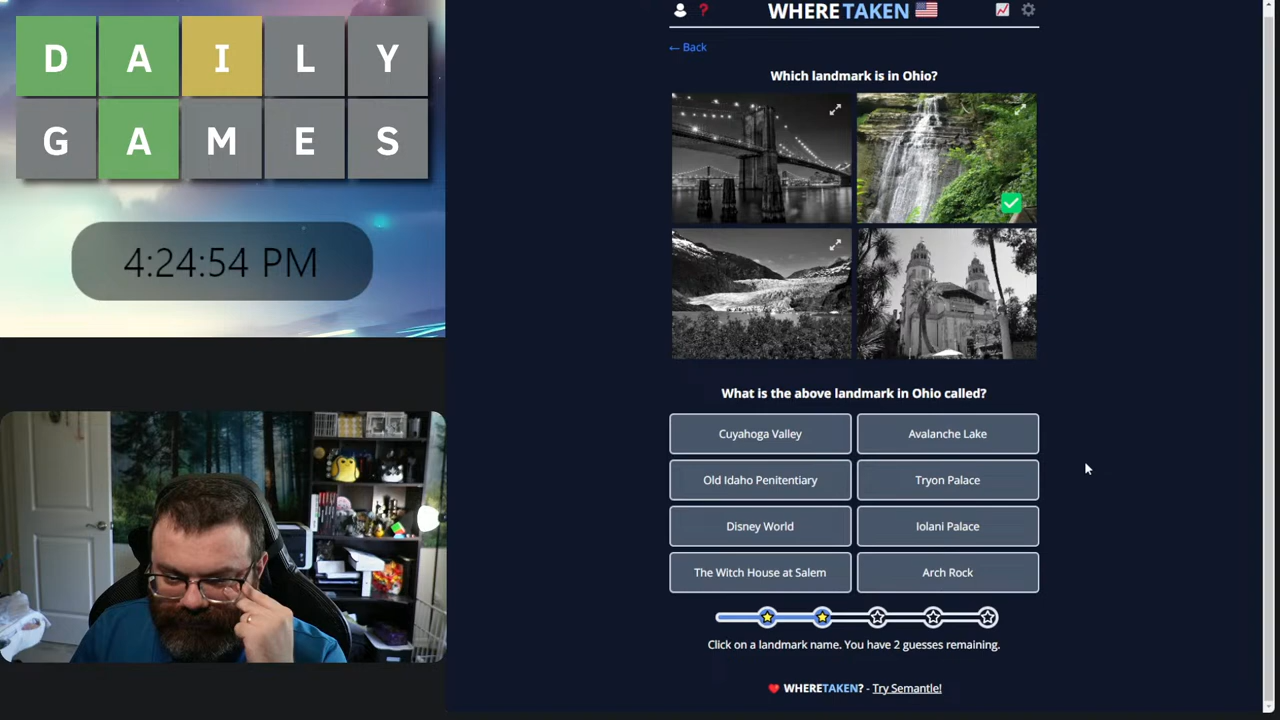 DAILY
GAMES
4:24:54 PM
? WHERETAKEN
← Back
Which landmark is in Ohio?
What is the above landmark in Ohio called?
Cuyahoga Valley
Avalanche Lake
Old Idaho Penitentiary
Tryon Palace
Disney World
Iolani Palace
The Witch House at Salem
Arch Rock
Click on a landmark name. You have 2 guesses remaining.
WHERETAKEN? - Try Semantle!